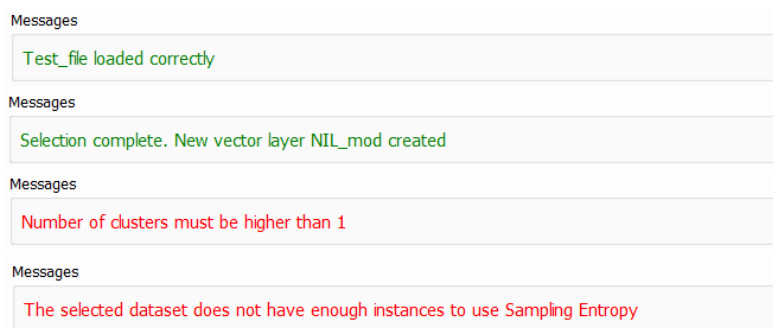 Messages
Test_file loaded correctly
Messages
Selection complete. New vector layer NIL_mod created
Messages
Number of clusters must be higher than 1
Messages
The selected dataset does not have enough instances to use Sampling Entropy